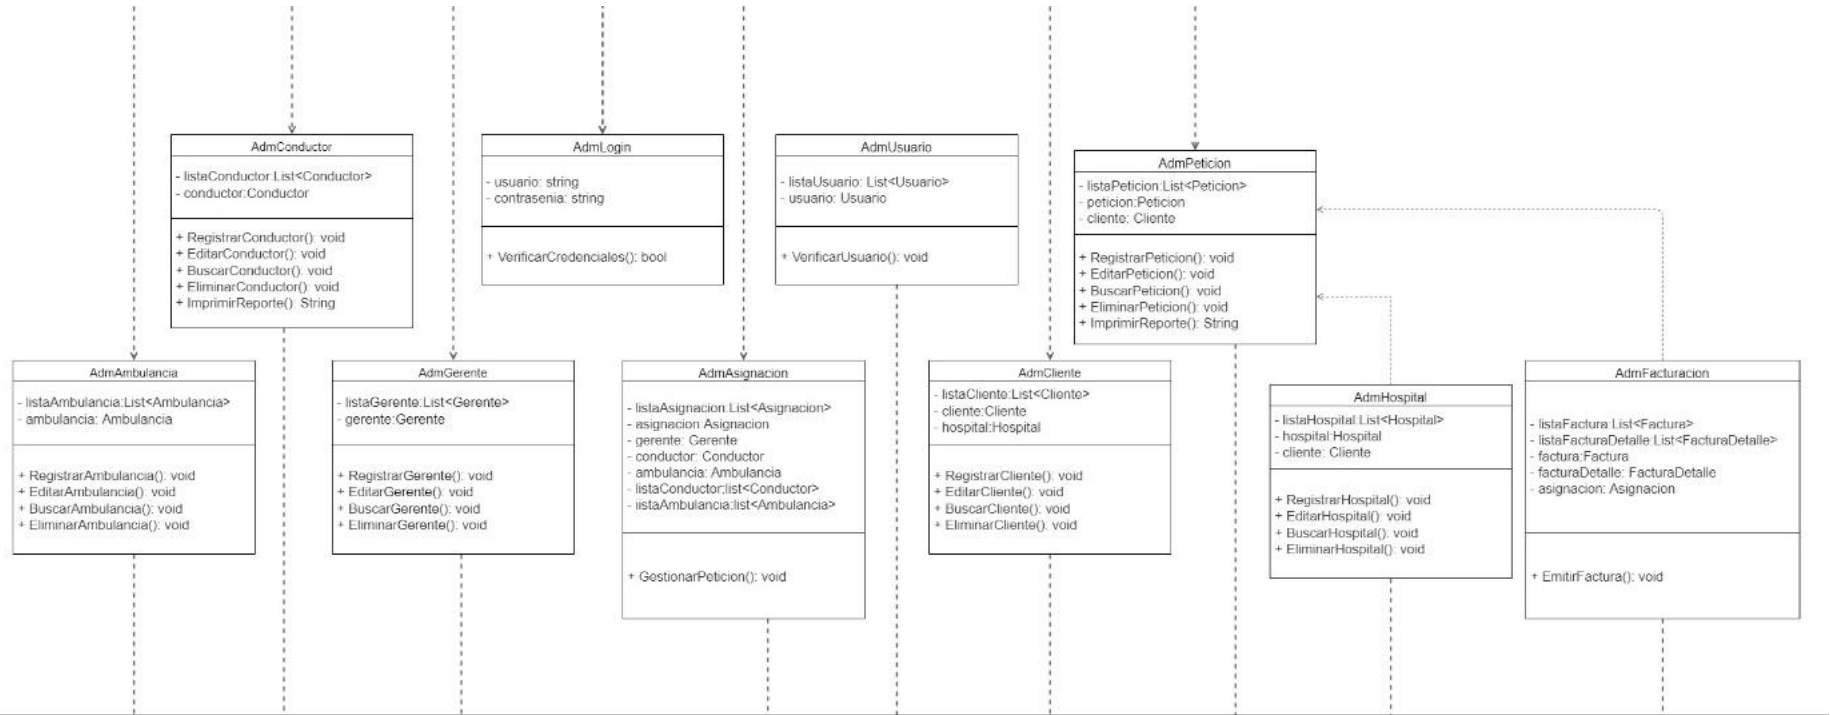 AdmConductor
- listaConductor:List<Conductor>
- conductor:Conductor
+ RegistrarConductor(): void
+ EditarConductor(): void
+ BuscarConductor(): void
+ EliminarConductor(): void
+ ImprimirReporte(): String
AdmLogin
- usuario: string
- contrasenia: string
+ VerificarCredenciales(): bool
AdmUsuario
- listaUsuario: List<Usuario>
- usuario: Usuario
+ VerificarUsuario(): void
AdmPeticion
- listaPeticion:List<Peticion>
- peticion:Peticion
- cliente: Cliente
+ RegistrarPeticion(): void
+ EditarPeticion(): void
+ BuscarPeticion(): void
+ EliminarPeticion(): void
+ ImprimirReporte(): String
AdmAmbulancia
- listaAmbulancia:List<Ambulancia>
- ambulancia: Ambulancia
+ RegistrarAmbulancia(): void
+ EditarAmbulancia(): void
+ BuscarAmbulancia(): void
+ EliminarAmbulancia(): void
AdmGerente
- listaGerente:List<Gerente>
- gerente:Gerente
+ RegistrarGerente(): void
+ EditarGerente(): void
+ BuscarGerente(): void
+ EliminarGerente(): void
AdmAsignacion
- listaAsignacion:List<Asignacion>
- asignacion:Asignacion
- gerente: Gerente
- conductor: Conductor
- ambulancia: Ambulancia
- listaConductor:list<Conductor>
- listaAmbulancia:list<Ambulancia>
+ GestionarPeticion(): void
AdmCliente
- listaCliente:List<Cliente>
- cliente:Cliente
- hospital:Hospital
+ RegistrarCliente(): void
+ EditarCliente(): void
+ BuscarCliente(): void
+ EliminarCliente(): void
AdmHospital
- listaHospital:List<Hospital>
- hospital:Hospital
- cliente: Cliente
+ RegistrarHospital(): void
+ EditarHospital(): void
+ BuscarHospital(): void
+ EliminarHospital(): void
AdmFacturacion
- listaFactura:List<Factura>
- listaFacturaDetalle:List<FacturaDetalle>
- factura:Factura
- facturaDetalle: FacturaDetalle
- asignacion: Asignacion
+ EmitirFactura(): void